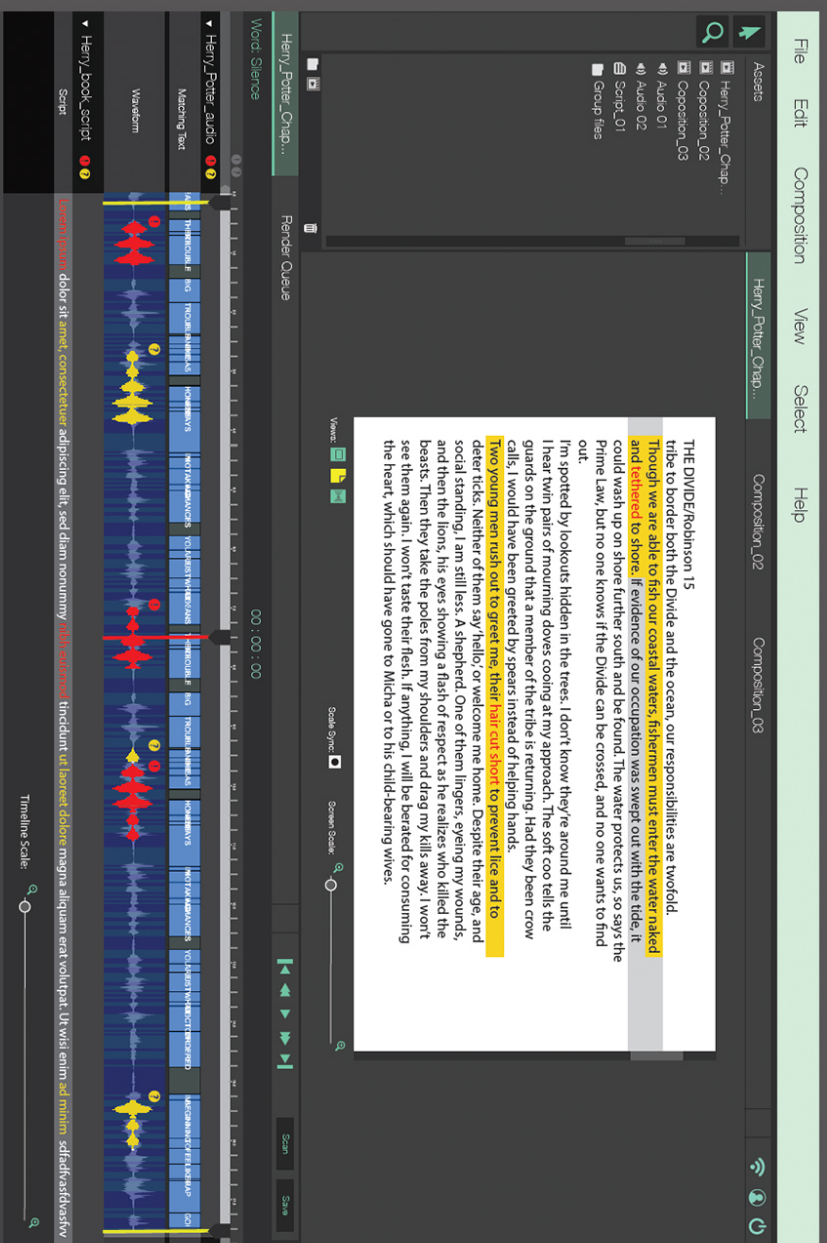 File Edit Composition View Select Help
Assets
Herry_Potter_Chap...
Coposition_02
Coposition_03
Audio 01
Audio 02
Script_01
Group files
Herry_Potter_Chap... Composition_02 Composition_03
THE DIVIDE/Robinson 15
tribe to border both the Divide and the ocean, our responsibilities are twofold.
Though we are able to fish our coastal waters, fishermen must enter the water naked
and tethered to shore. If evidence of our occupation was swept out with the tide, it
could wash up on shore further south and be found. The water protects us, so says the
Prime Law, but no one knows if the Divide can be crossed, and no one wants to find
out.
I'm spotted by lookouts hidden in the trees. I don't know they're around me until
I hear twin pairs of mourning doves cooing at my approach. The soft coo tells the
guards on the ground that a member of the tribe is returning. Had they been crow
calls, I would have been greeted by spears instead of helping hands.
Two young men rush out to greet me, their hair cut short to prevent lice and to
deter ticks. Neither of them say 'hello,' or welcome me home. Despite their age, and
social standing, I am still less. A shepherd. One of them lingers, eyeing my wounds,
and then the lions, his eyes showing a flash of respect as he realizes who killed the
beasts. Then they take the poles from my shoulders and drag my kills away. I won't
see them again. I won't taste their flesh. If anything, I will be berated for consuming
the heart, which should have gone to Micha or to his child-bearing wives.
Views: Scale Sync: Screen Scale:
Herry_Potter_Chap... Render Queue Scan Save
Word: Silence 00 : 00 : 00
Herry_Potter_audio
Matching Text BIG BIG
Waveform
Herry_book_script
Script Lorem ipsum dolor sit amet, consectetuer adipiscing elit, sed diam nonummy tincidunt ut laoreet dolore magna aliquam erat volutpat. Ut wisi enim ad minim sdfadfvasfdvasfvv
Timeline Scale: